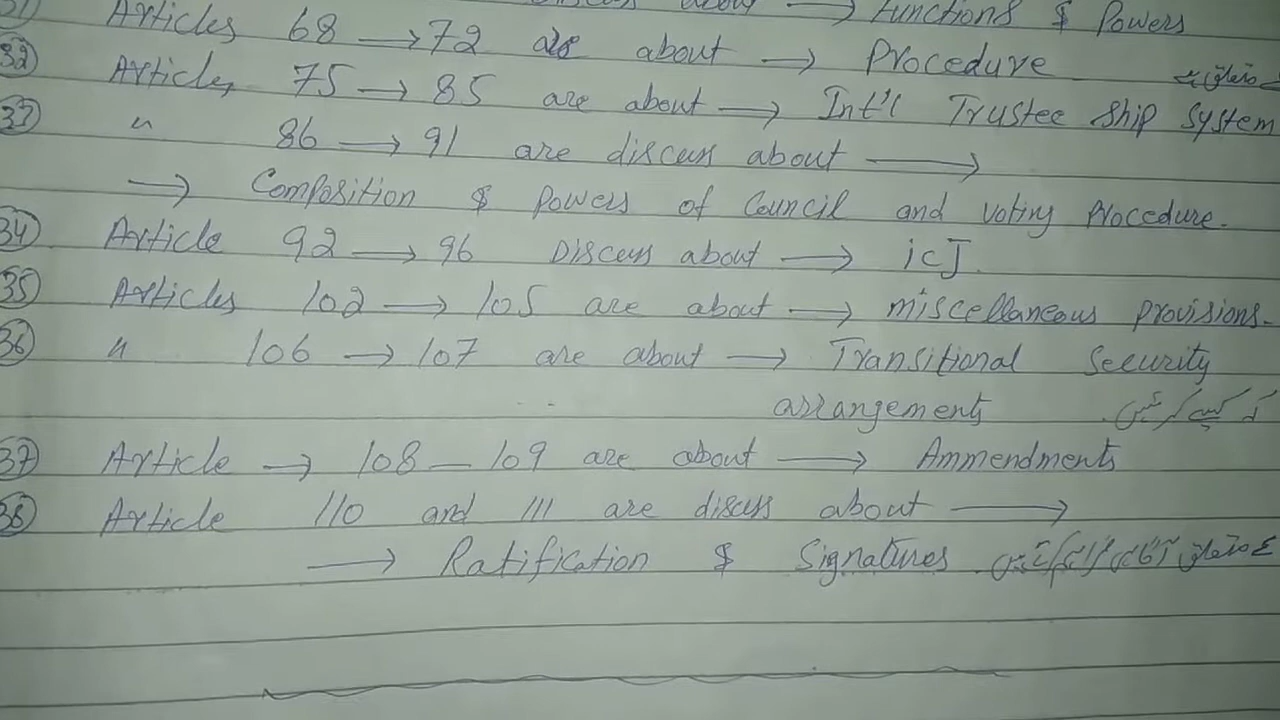 31 Discuss about → Functions $ Powers
Articles 68 → 72 are about → Procedure
32 Article, 75 → 85 are about → Int'l Trustee Ship System
33 " 86 → 91 are discuss about →
→ Composition $ Powers of Council and voting Procedure.
34 Article 92 → 96 Discuss about → icJ.
35 Articles 102 → 105 are about → miscellaneous provisions.
36 " 106 → 107 are about → Transitional Security
arrangements
37 Article → 108 — 109 are about → Ammendments
38 Article 110 and 111 are discuss about →
→ Ratification $ Signatures